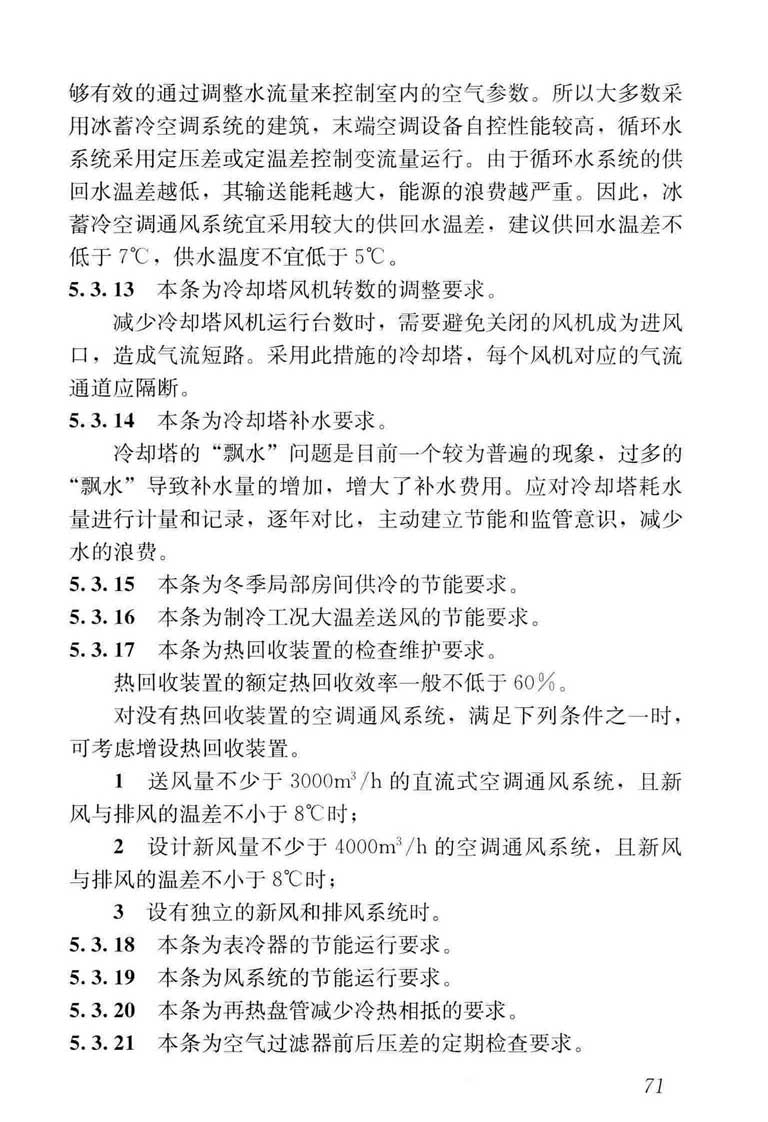 够有效的通过调整水流量来控制室内的空气参数。所以大多数采
用冰蓄冷空调系统的建筑，末端空调设备自控性能较高，循环水
系统采用定压差或定温差控制变流量运行。由于循环水系统的供
回水温差越低，其输送能耗越大，能源的浪费越严重。因此，冰
蓄冷空调通风系统宜采用较大的供回水温差，建议供回水温差不
低于 7℃，供水温度不宜低于 5℃。
5.3.13 本条为冷却塔风机转数的调整要求。
减少冷却塔风机运行台数时，需要避免关闭的风机成为进风
口，造成气流短路。采用此措施的冷却塔，每个风机对应的气流
通道应隔断。
5.3.14 本条为冷却塔补水要求。
冷却塔的“飘水”问题是目前一个较为普遍的现象，过多的
“飘水”导致补水量的增加，增大了补水费用。应对冷却塔耗水
量进行计量和记录，逐年对比，主动建立节能和监管意识，减少
水的浪费。
5.3.15 本条为冬季局部房间供冷的节能要求。
5.3.16 本条为制冷工况大温差送风的节能要求。
5.3.17 本条为热回收装置的检查维护要求。
热回收装置的额定热回收效率一般不低于 60%。
对没有热回收装置的空调通风系统，满足下列条件之一时，
可考虑增设热回收装置。
1 送风量不少于 3000m³/h 的直流式空调通风系统，且新
风与排风的温差不小于 8℃时；
2 设计新风量不少于 4000m³/h 的空调通风系统，且新风
与排风的温差不小于 8℃时；
3 设有独立的新风和排风系统时。
5.3.18 本条为表冷器的节能运行要求。
5.3.19 本条为风系统的节能运行要求。
5.3.20 本条为再热盘管减少冷热相抵的要求。
5.3.21 本条为空气过滤器前后压差的定期检查要求。
71